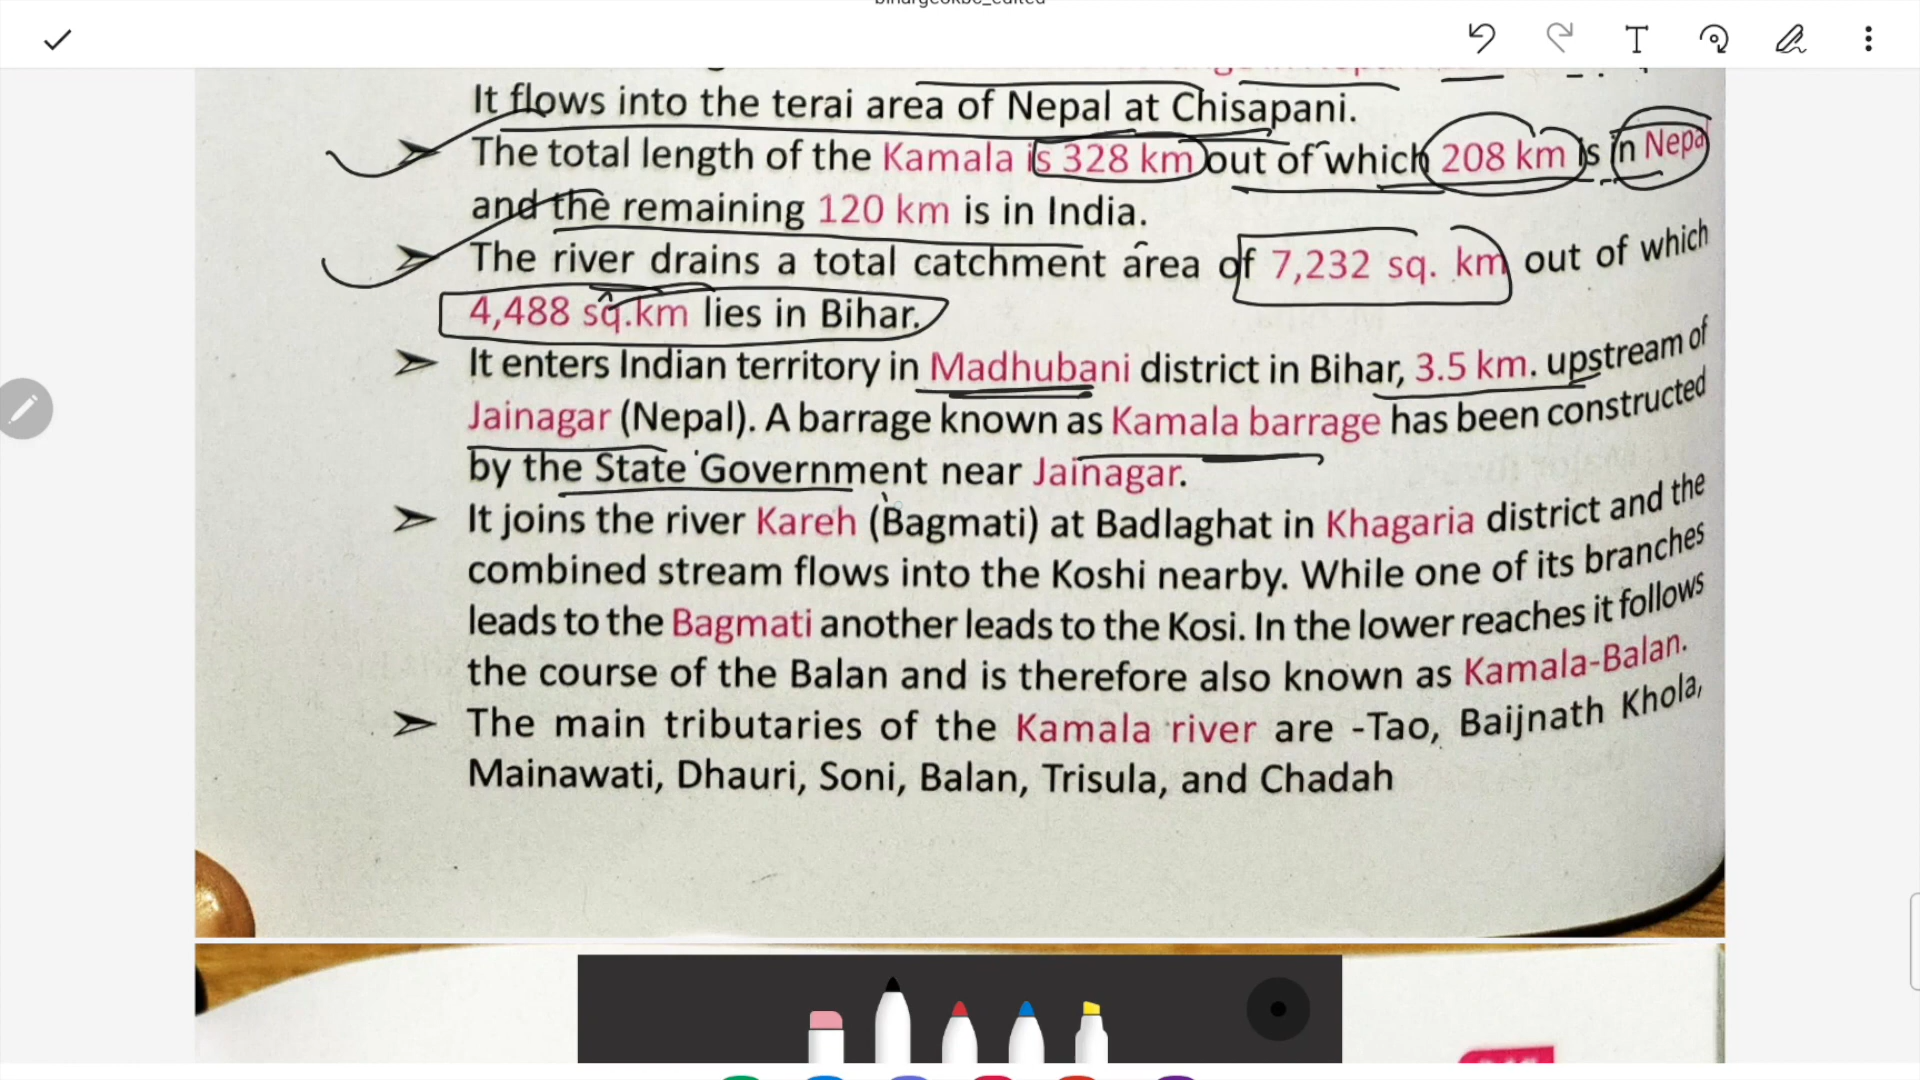 bihargeokbc_edited
It flows into the terai area of Nepal at Chisapani.
➢ The total length of the Kamala is 328 km out of which 208 km is in Nepal
and the remaining 120 km is in India.
➢ The river drains a total catchment area of 7,232 sq. km out of which
4,488 sq.km lies in Bihar.
➢ It enters Indian territory in Madhubani district in Bihar, 3.5 km. upstream of
Jainagar (Nepal). A barrage known as Kamala barrage has been constructed
by the State Government near Jainagar.
➢ It joins the river Kareh (Bagmati) at Badlaghat in Khagaria district and the
combined stream flows into the Koshi nearby. While one of its branches
leads to the Bagmati another leads to the Kosi. In the lower reaches it follows
the course of the Balan and is therefore also known as Kamala-Balan.
➢ The main tributaries of the Kamala river are -Tao, Baijnath Khola,
Mainawati, Dhauri, Soni, Balan, Trisula, and Chadah